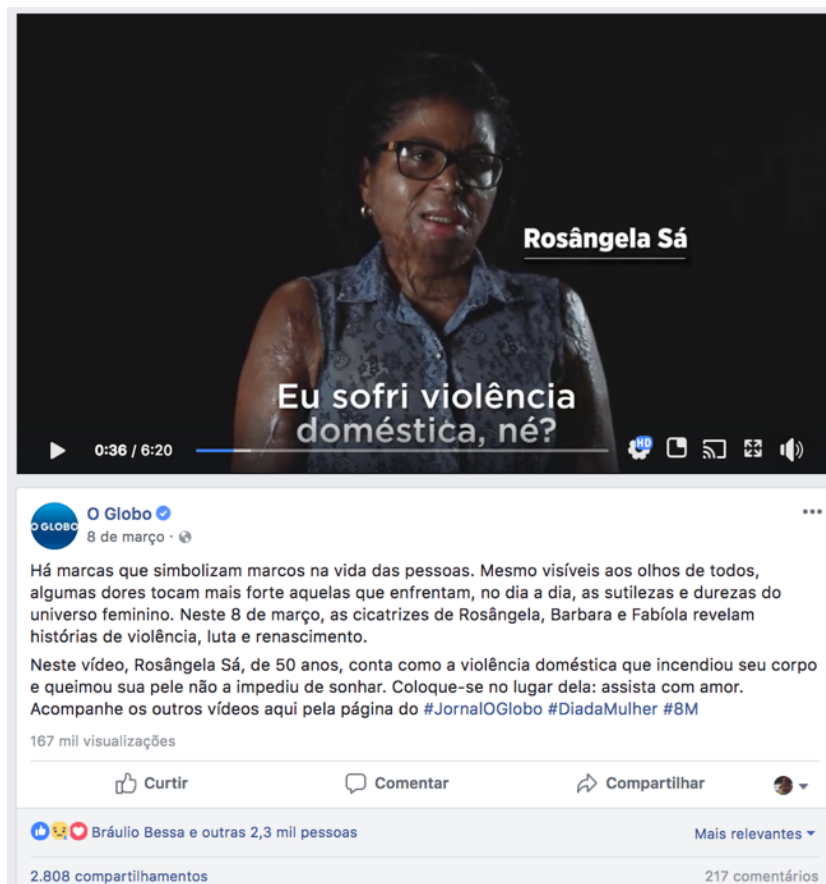 Rosângela Sá
Eu sofri violência
doméstica, né?
0:36 / 6:20
HD
O GLOBO
O Globo
8 de março
Há marcas que simbolizam marcos na vida das pessoas. Mesmo visíveis aos olhos de todos,
algumas dores tocam mais forte aquelas que enfrentam, no dia a dia, as sutilezas e durezas do
universo feminino. Neste 8 de março, as cicatrizes de Rosângela, Barbara e Fabíola revelam
histórias de violência, luta e renascimento.
Neste vídeo, Rosângela Sá, de 50 anos, conta como a violência doméstica que incendiou seu corpo
e queimou sua pele não a impediu de sonhar. Coloque-se no lugar dela: assista com amor.
Acompanhe os outros vídeos aqui pela página do #JornalOGlobo #DiadaMulher #8M
167 mil visualizações
Curtir Comentar Compartilhar
Bráulio Bessa e outras 2,3 mil pessoas Mais relevantes
2.808 compartilhamentos 217 comentários